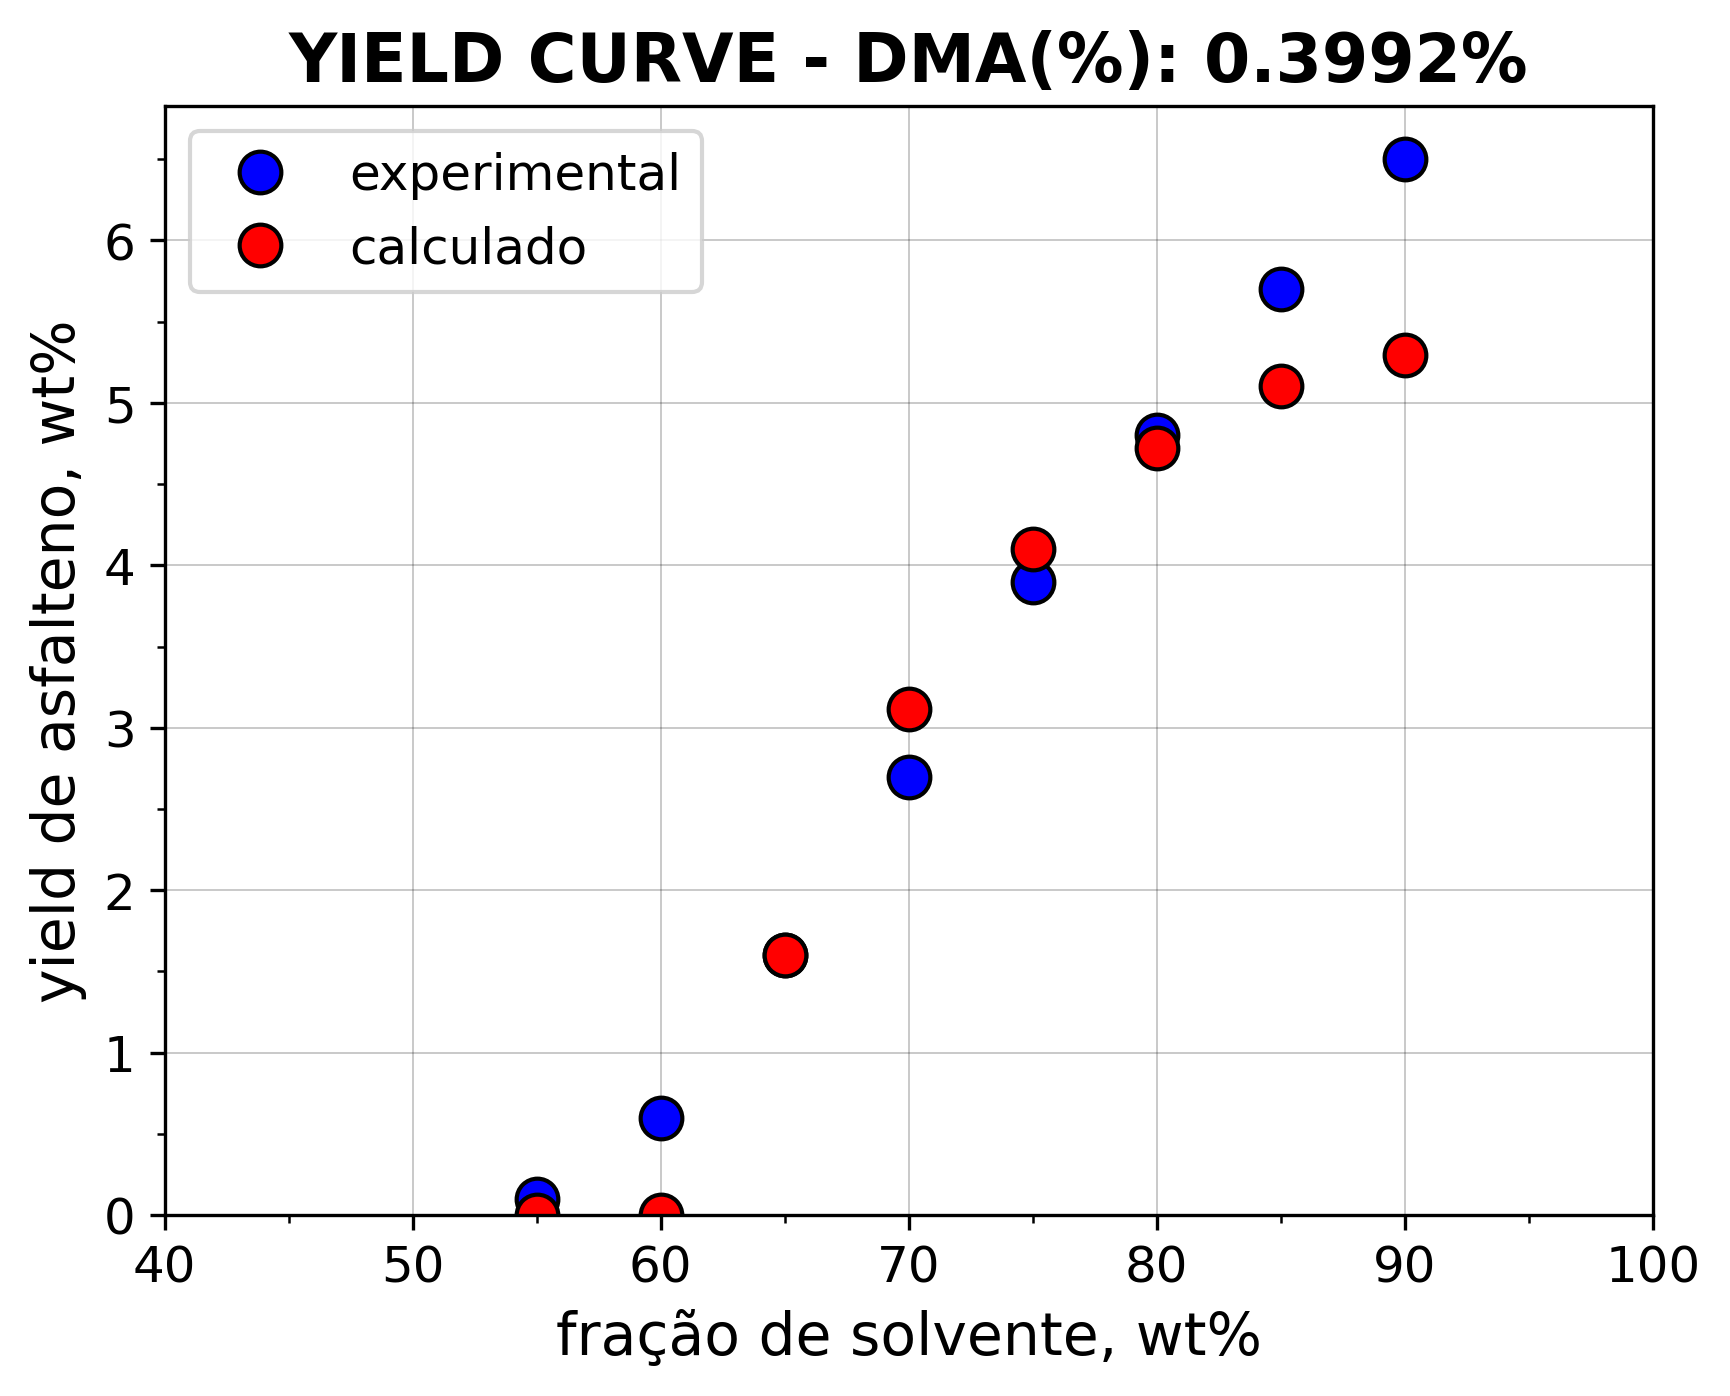 YIELD CURVE - DMA(%): 0.3992%
experimental
calculado
yield de asfalteno, wt%
6
5
4
3
2
1
0
40 50 60 70 80 90 100
fração de solvente, wt%